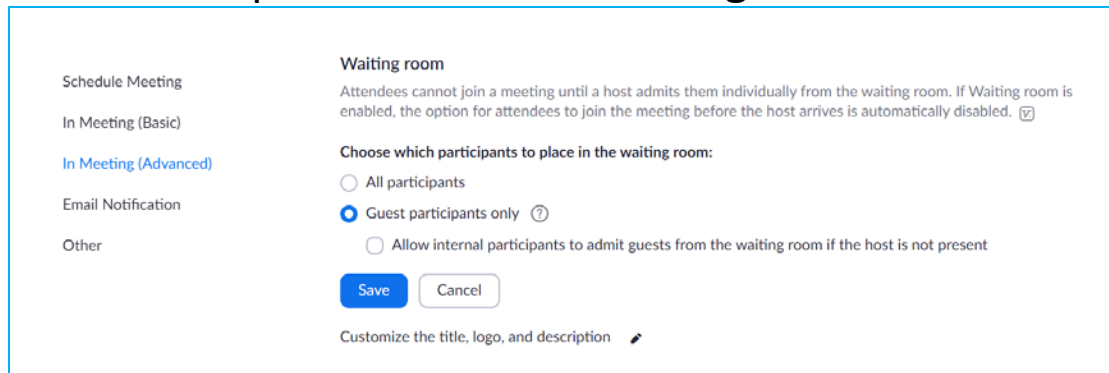 Waiting room
Schedule Meeting
Attendees cannot join a meeting until a host admits them individually from the waiting room. If Waiting room is
enabled, the option for attendees to join the meeting before the host arrives is automatically disabled.
In Meeting (Basic)
Choose which participants to place in the waiting room:
In Meeting (Advanced)
All participants
Email Notification
Guest participants only ?
Other
Allow internal participants to admit guests from the waiting room if the host is not present
Save Cancel
Customize the title, logo, and description